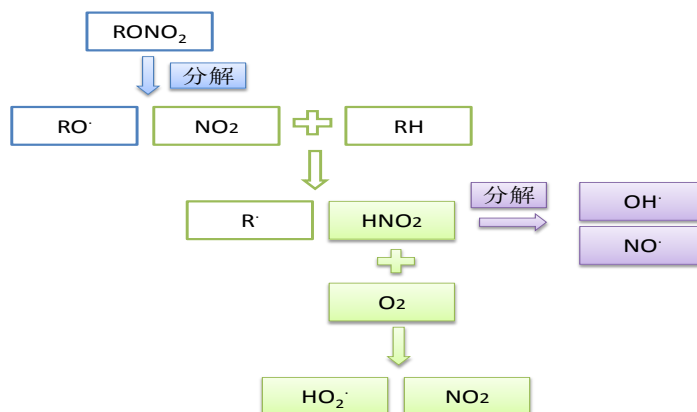 RONO₂
分解
RO·
NO2
RH
R·
HNO2
分解
OH·
NO·
O2
HO₂·
NO2